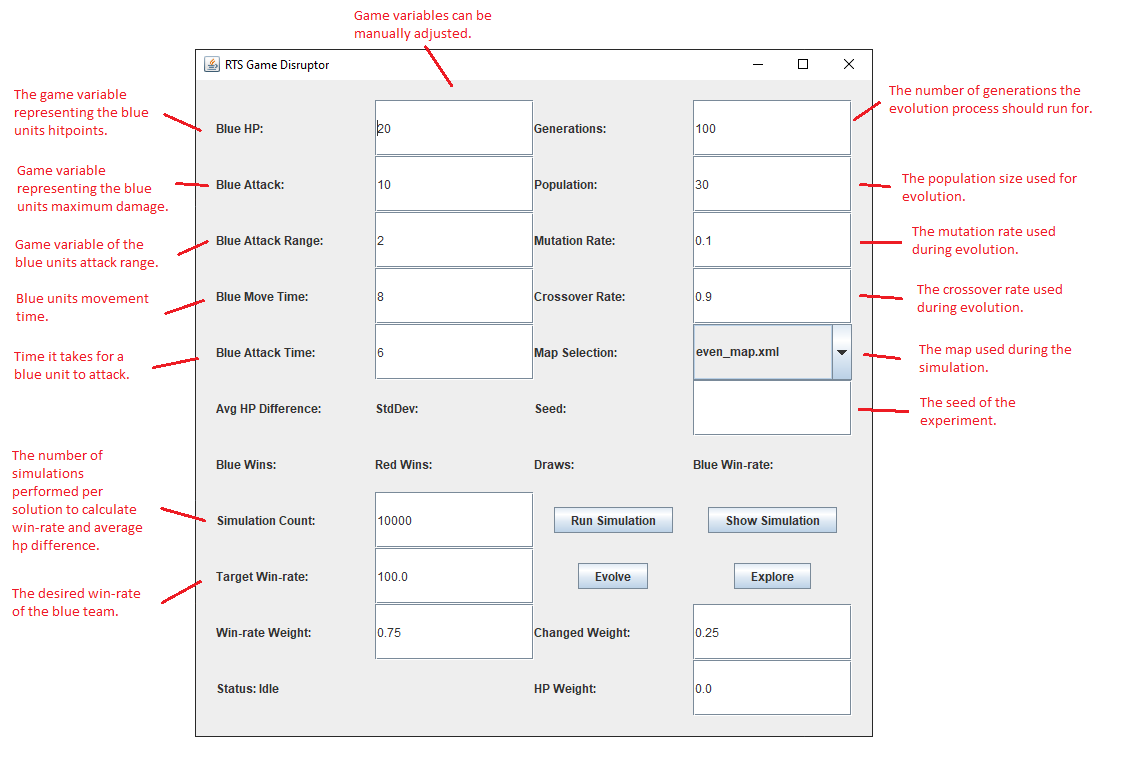 Game variables can be
manually adjusted.
RTS Game Disruptor
The game variable
representing the blue
units hitpoints.
Blue HP:
20
Generations:
100
The number of generations the
evolution process should run for.
Game variable
representing the blue
units maximum damage.
Blue Attack:
10
Population:
30
The population size used for
evolution.
Game variable of the
blue units attack range.
Blue Attack Range:
2
Mutation Rate:
0.1
The mutation rate used
during evolution.
Blue units movement
time.
Blue Move Time:
8
Crossover Rate:
0.9
The crossover rate used
during evolution.
Time it takes for a
blue unit to attack.
Blue Attack Time:
6
Map Selection:
even_map.xml
The map used during the
simulation.
Avg HP Difference:
StdDev:
Seed:
The seed of the
experiment.
Blue Wins:
Red Wins:
Draws:
Blue Win-rate:
The number of
simulations
performed per
solution to calculate
win-rate and average
hp difference.
Simulation Count:
10000
Run Simulation
Show Simulation
The desired win-rate
of the blue team.
Target Win-rate:
100.0
Evolve
Explore
Win-rate Weight:
0.75
Changed Weight:
0.25
Status: Idle
HP Weight:
0.0